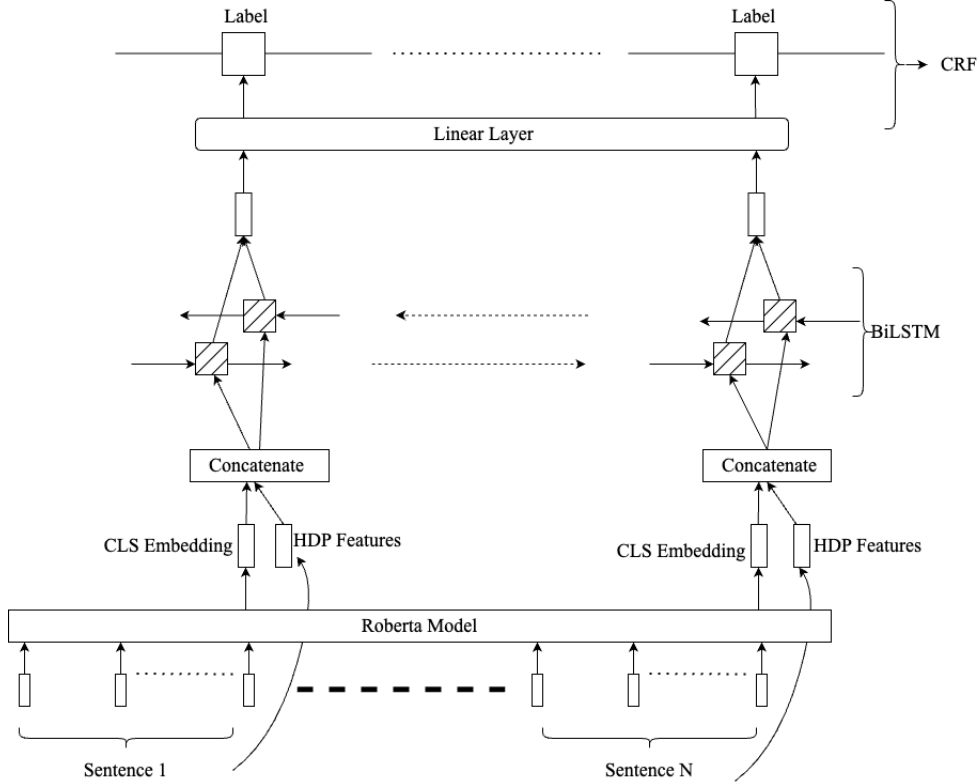 Label
Label
CRF
Linear Layer
BiLSTM
Concatenate
Concatenate
CLS Embedding
HDP Features
CLS Embedding
HDP Features
Roberta Model
Sentence 1
Sentence N